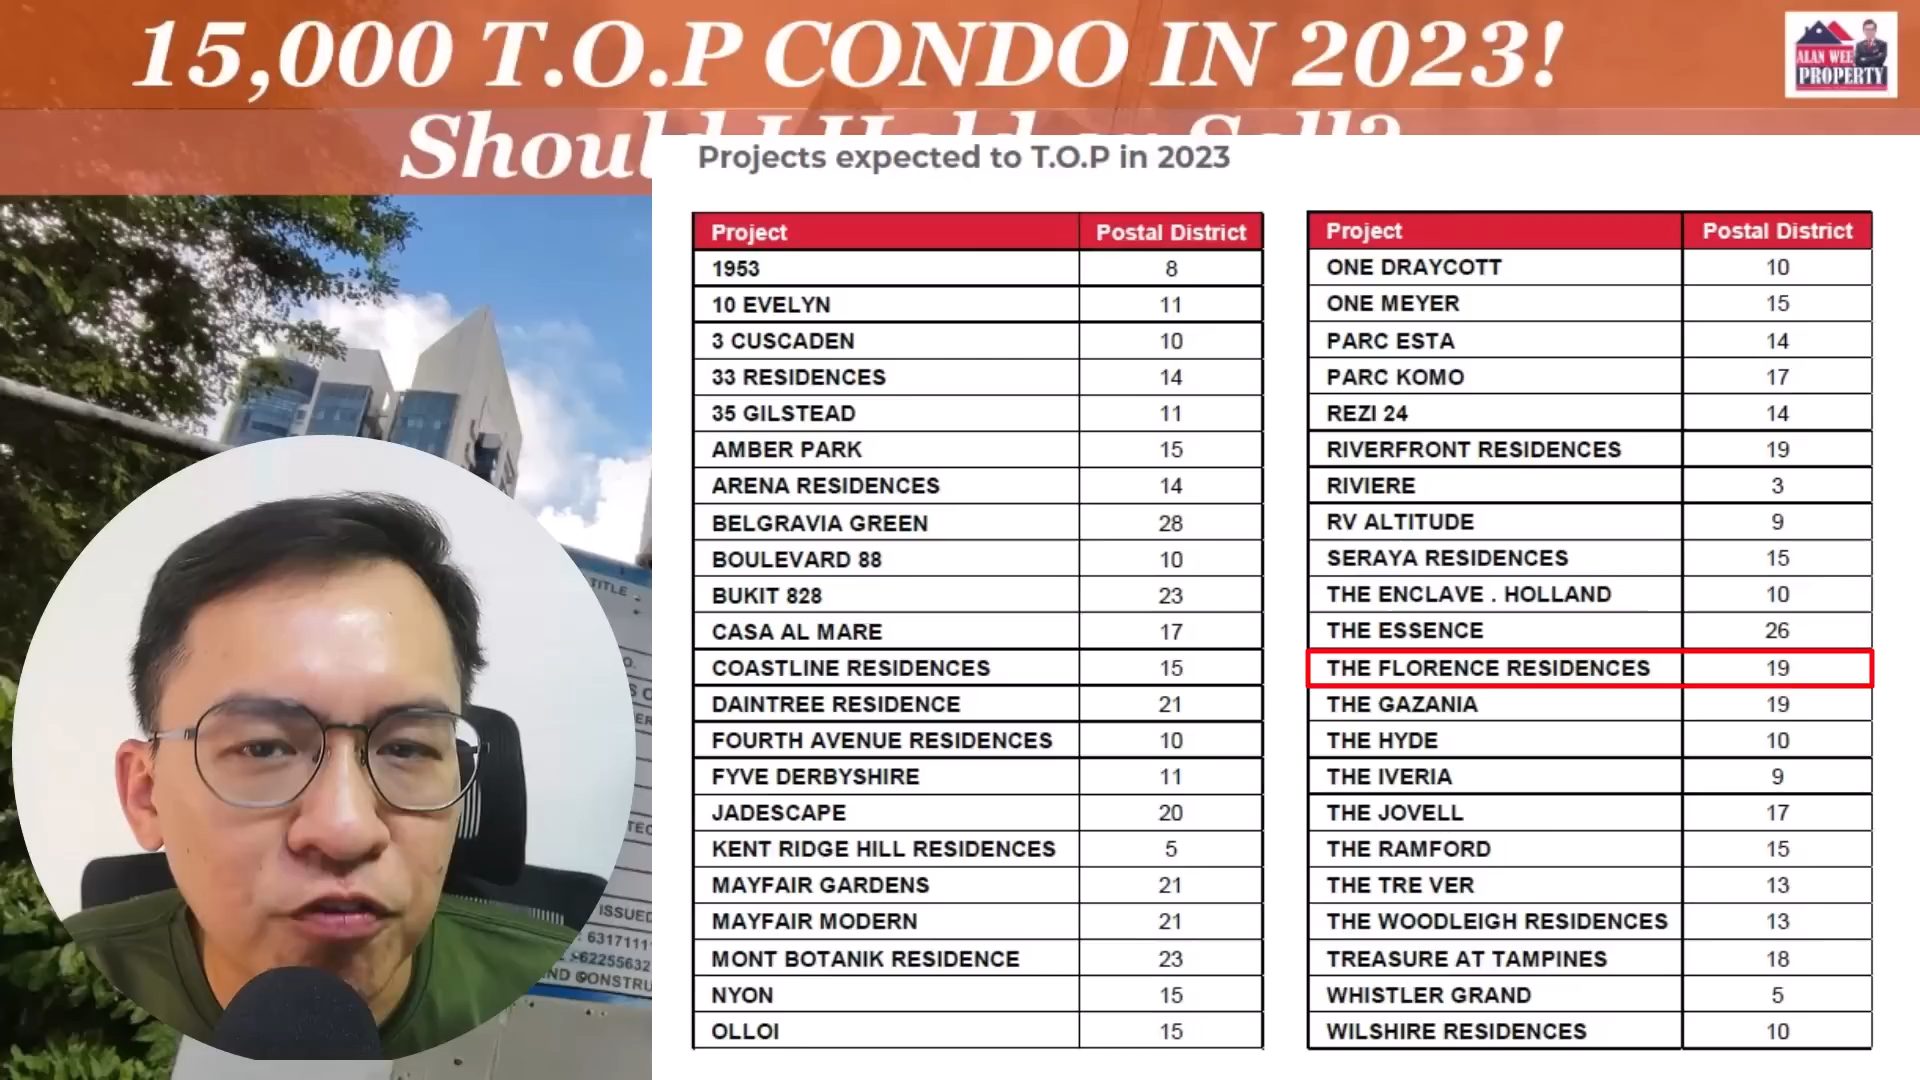 15,000 T.O.P CONDO IN 2023!
ALAN WEE
PROPERTY
Projects expected to T.O.P in 2023
Project Postal District
1953 8
10 EVELYN 11
3 CUSCADEN 10
33 RESIDENCES 14
35 GILSTEAD 11
AMBER PARK 15
ARENA RESIDENCES 14
BELGRAVIA GREEN 28
BOULEVARD 88 10
BUKIT 828 23
CASA AL MARE 17
COASTLINE RESIDENCES 15
DAINTREE RESIDENCE 21
FOURTH AVENUE RESIDENCES 10
FYVE DERBYSHIRE 11
JADESCAPE 20
KENT RIDGE HILL RESIDENCES 5
MAYFAIR GARDENS 21
MAYFAIR MODERN 21
MONT BOTANIK RESIDENCE 23
NYON 15
OLLOI 15
Project Postal District
ONE DRAYCOTT 10
ONE MEYER 15
PARC ESTA 14
PARC KOMO 17
REZI 24 14
RIVERFRONT RESIDENCES 19
RIVIERE 3
RV ALTITUDE 9
SERAYA RESIDENCES 15
THE ENCLAVE . HOLLAND 10
THE ESSENCE 26
THE FLORENCE RESIDENCES 19
THE GAZANIA 19
THE HYDE 10
THE IVERIA 9
THE JOVELL 17
THE RAMFORD 15
THE TRE VER 13
THE WOODLEIGH RESIDENCES 13
TREASURE AT TAMPINES 18
WHISTLER GRAND 5
WILSHIRE RESIDENCES 10
TITLE
ISSUED